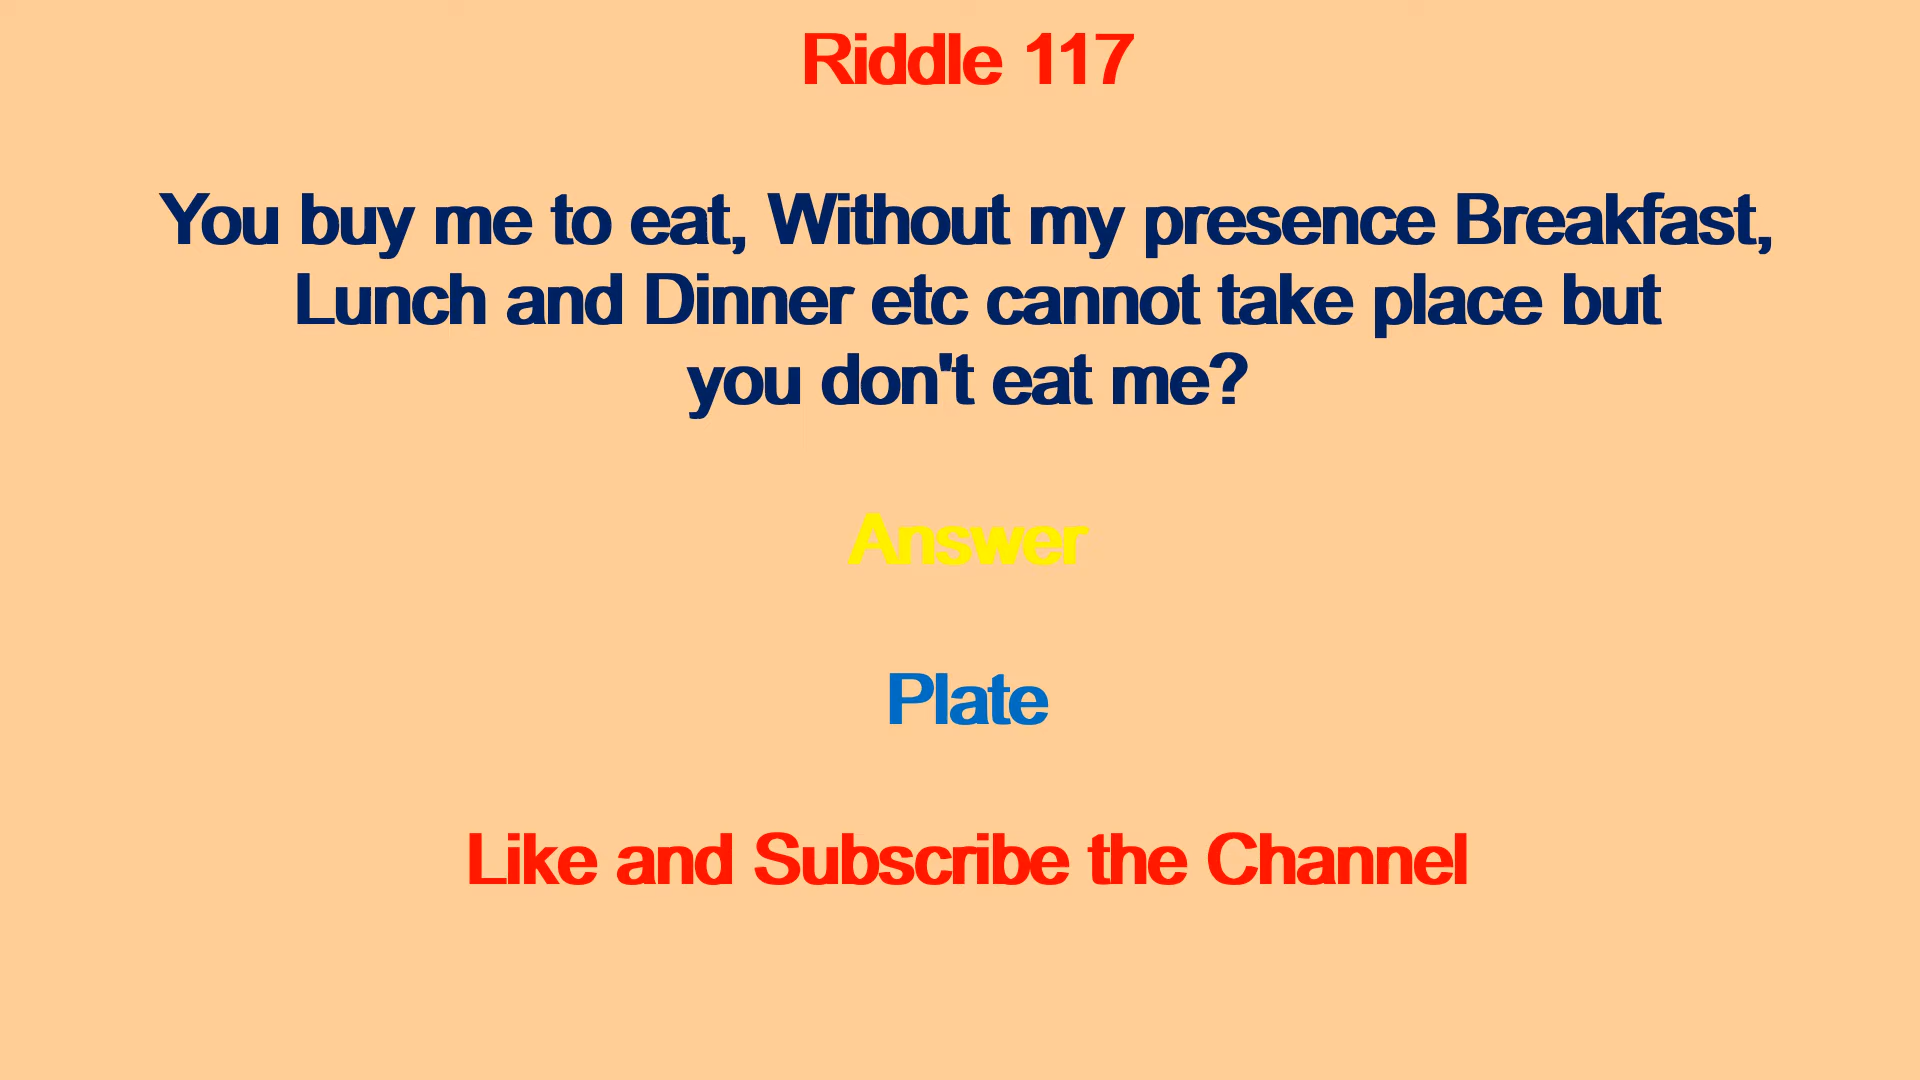 Riddle 117
You buy me to eat, Without my presence Breakfast,
Lunch and Dinner etc cannot take place but
you don't eat me?
Answer
Plate
Like and Subscribe the Channel